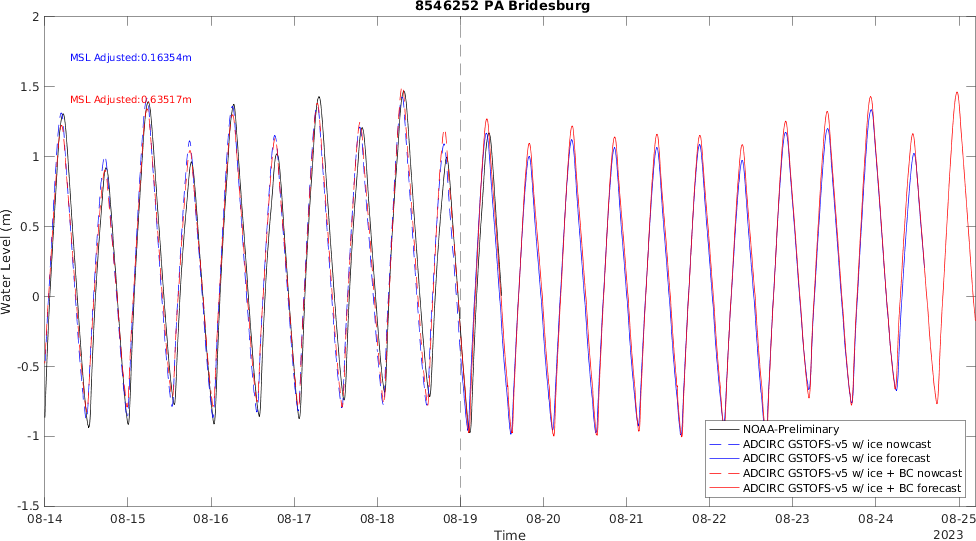 8546252 PA Bridesburg
2
MSL Adjusted:0.16354m
1.5
MSL Adjusted:0.63517m
1
0.5
Water Level (m)
0
-0.5
-1
NOAA-Preliminary
ADCIRC GSTOFS-v5 w/ ice nowcast
ADCIRC GSTOFS-v5 w/ ice forecast
ADCIRC GSTOFS-v5 w/ ice + BC nowcast
ADCIRC GSTOFS-v5 w/ ice + BC forecast
-1.5
08-14 08-15 08-16 08-17 08-18 08-19 08-20 08-21 08-22 08-23 08-24 08-25
Time
2023